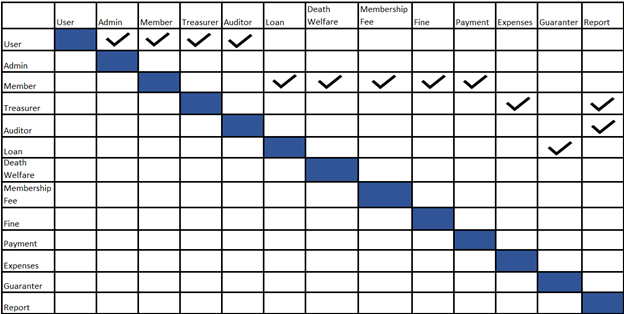 User Admin Member Treasurer Auditor Loan Death Welfare Membership Fee Fine Payment Expenses Guaranter Report
User
Admin
Member
Treasurer
Auditor
Loan
Death
Welfare
Membership
Fee
Fine
Payment
Expenses
Guaranter
Report